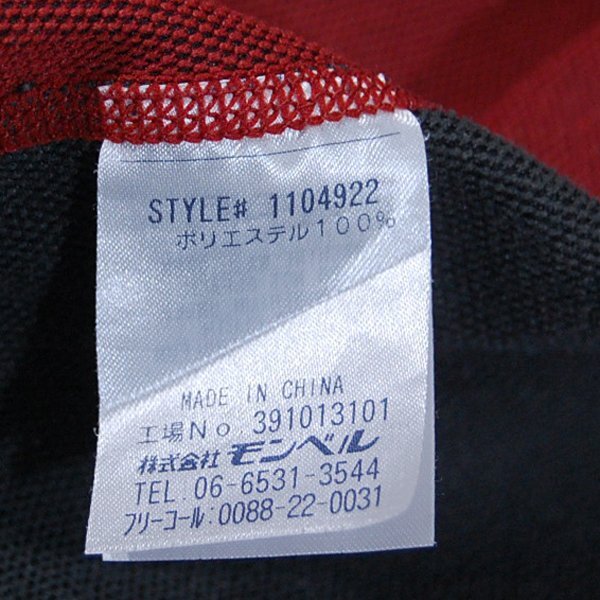 STYLE# 1104922
ポリエステル100%
MADE IN CHINA
工場No.391013101
株式会社 モンベル
TEL.06-6531-3544
フリーコール:0088-22-0031